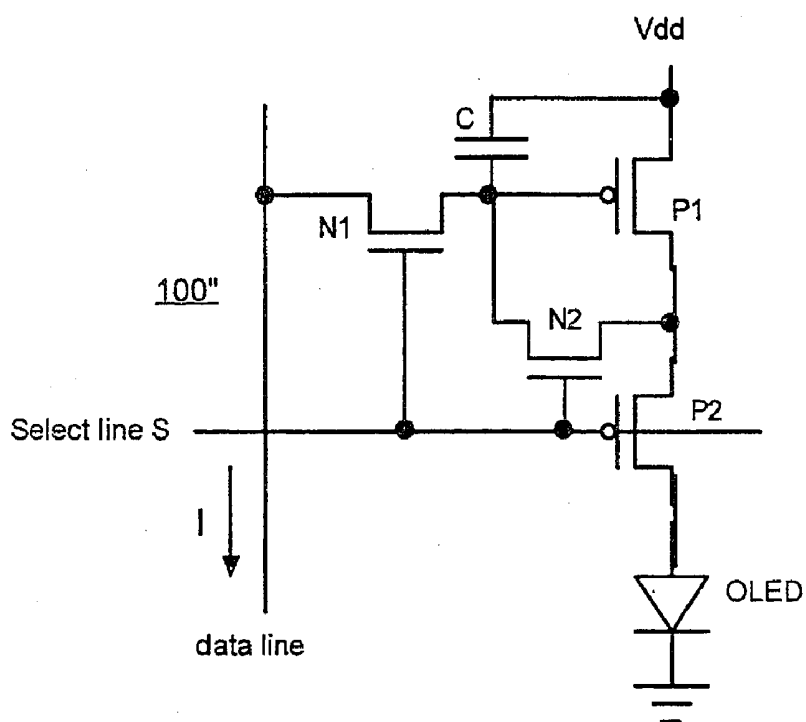 Vdd
C
P1
N1
100"
N2
P2
Select line S
I
OLED
data line